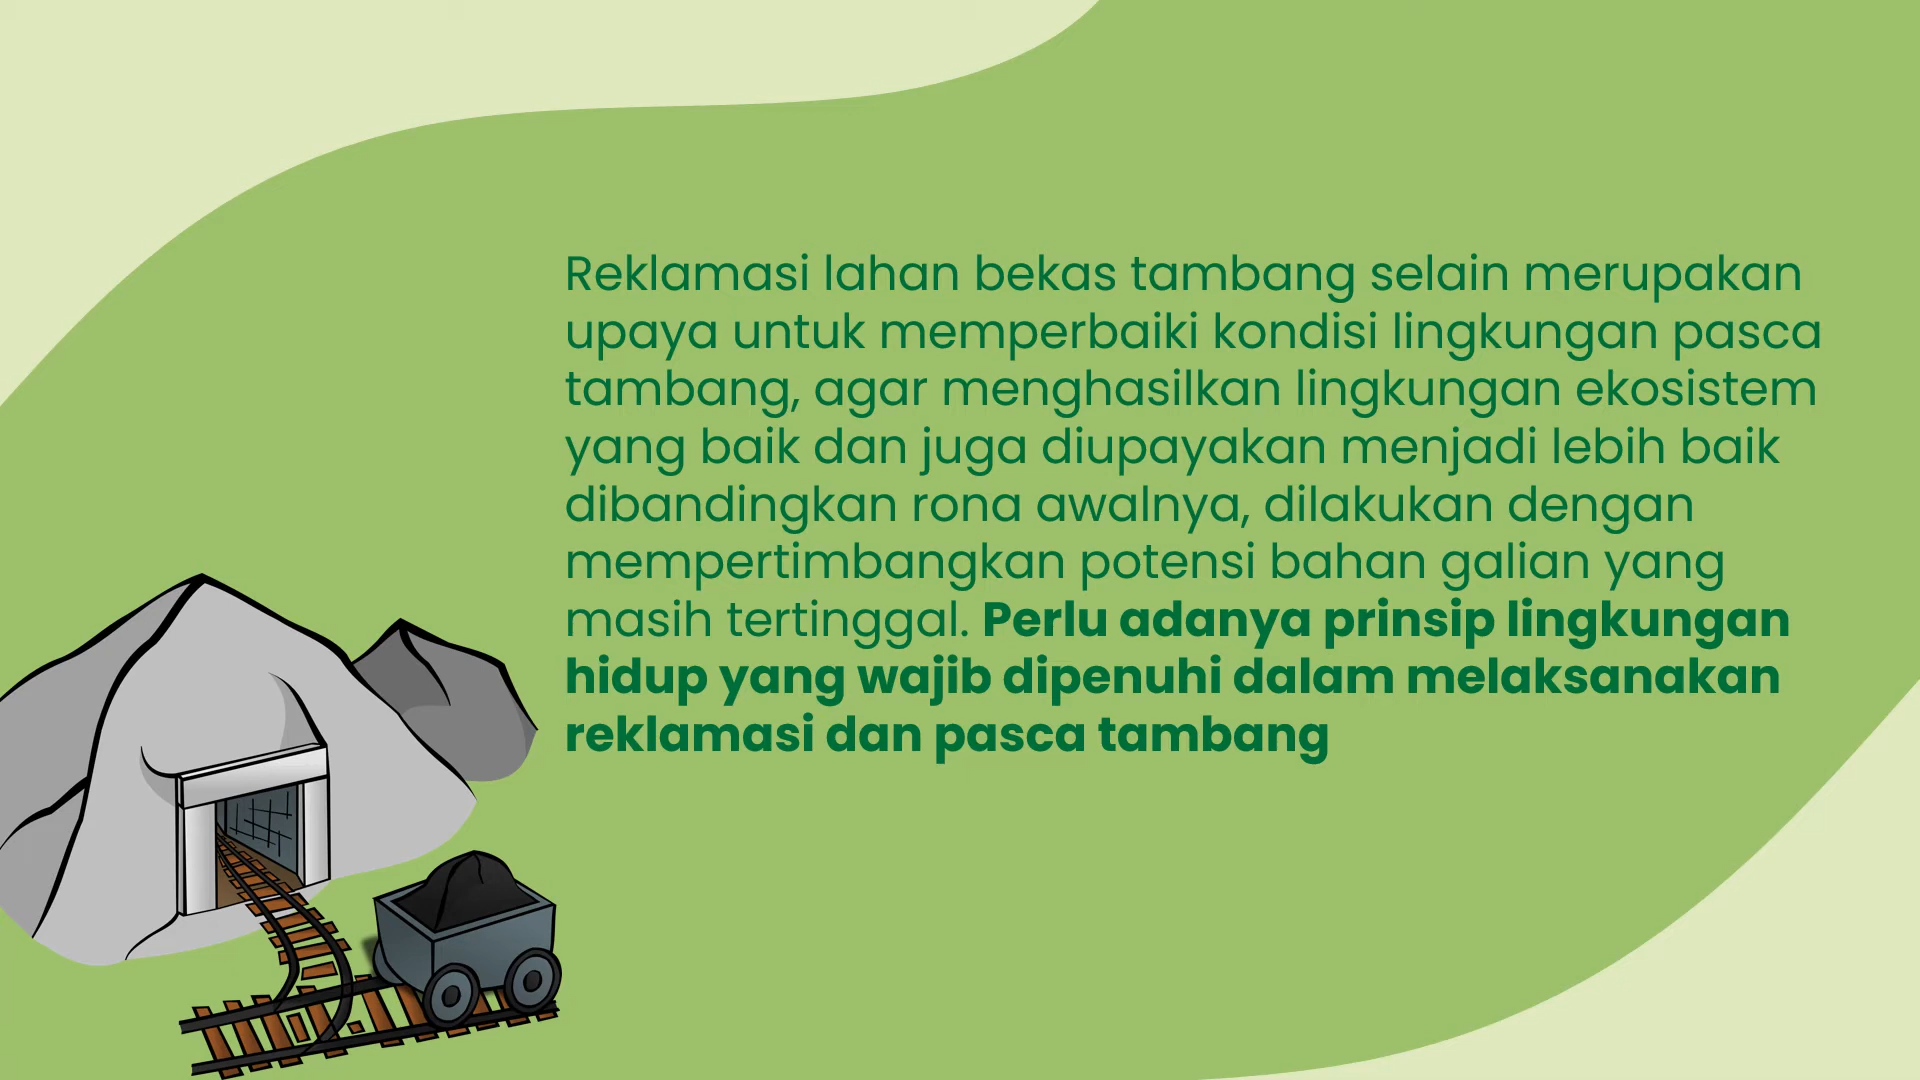 Reklamasi lahan bekas tambang selain merupakan
upaya untuk memperbaiki kondisi lingkungan pasca
tambang, agar menghasilkan lingkungan ekosistem
yang baik dan juga diupayakan menjadi lebih baik
dibandingkan rona awalnya, dilakukan dengan
mempertimbangkan potensi bahan galian yang
masih tertinggal. Perlu adanya prinsip lingkungan
hidup yang wajib dipenuhi dalam melaksanakan
reklamasi dan pasca tambang